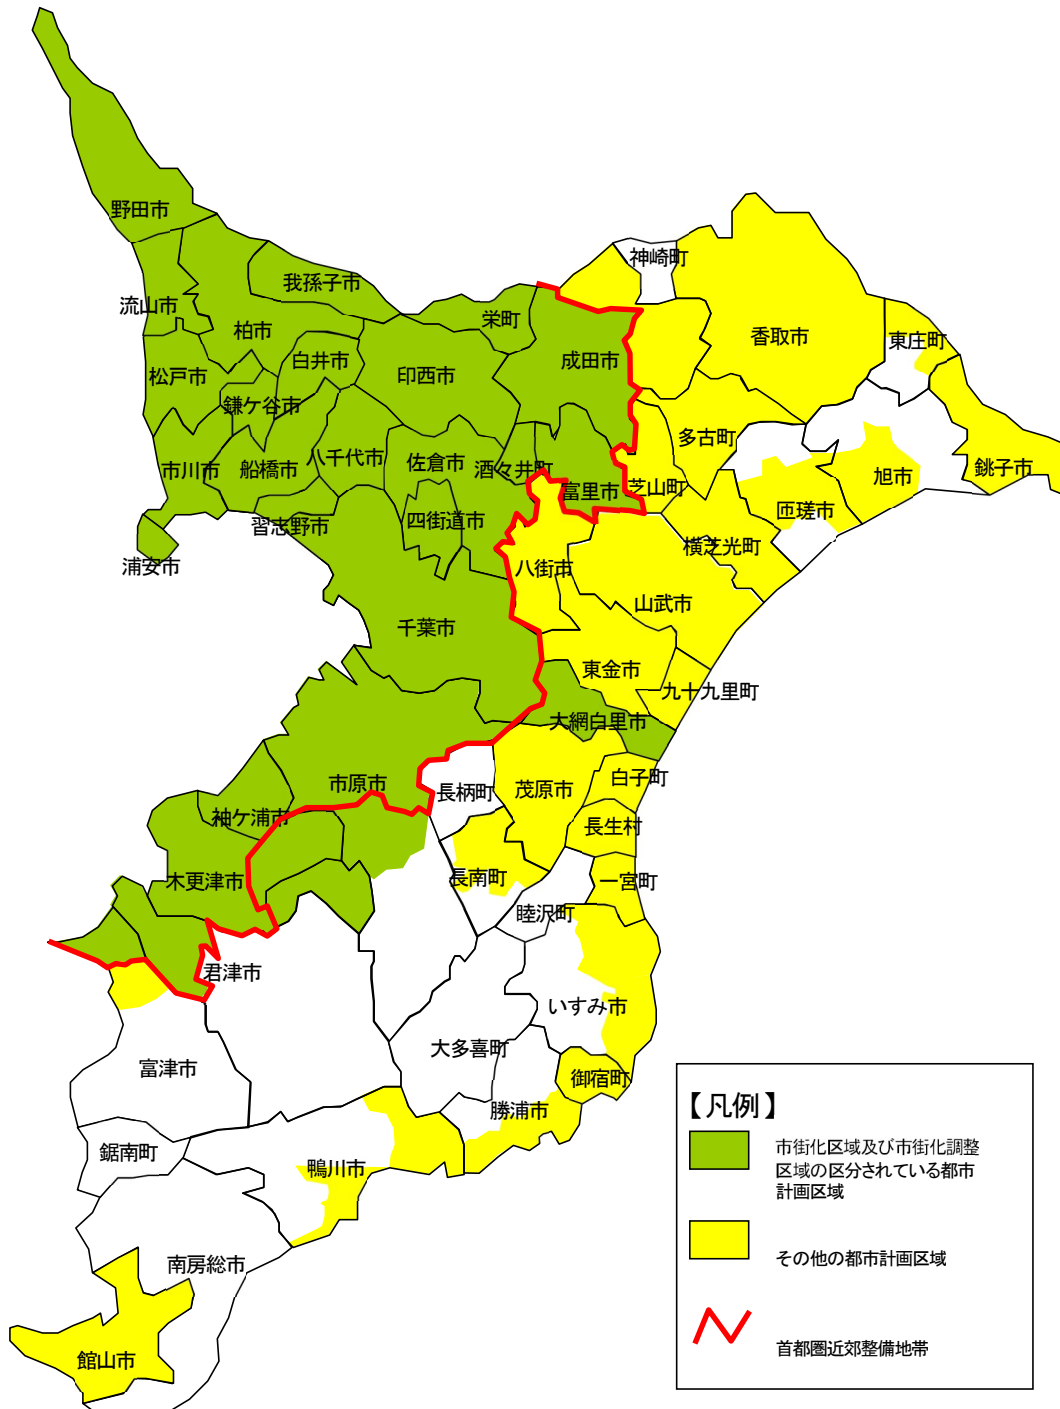 野田市
神崎町
我孫子市
流山市
栄町
柏市
香取市
東庄町
白井市
成田市
松戸市
印西市
鎌ケ谷市
多古町
八千代市
佐倉市
酒々井町
市川市
船橋市
銚子市
旭市
富里市
芝山町
匝瑳市
四街道市
習志野市
横芝光町
浦安市
八街市
山武市
千葉市
東金市
九十九里町
大網白里市
白子町
市原市
長柄町
茂原市
袖ケ浦市
長生村
木更津市
長南町
一宮町
睦沢町
君津市
いすみ市
大多喜町
富津市
御宿町
勝浦市
鋸南町
鴨川市
南房総市
館山市
【凡例】
市街化区域及び市街化調整
区域の区分されている都市
計画区域
その他の都市計画区域
首都圏近郊整備地帯